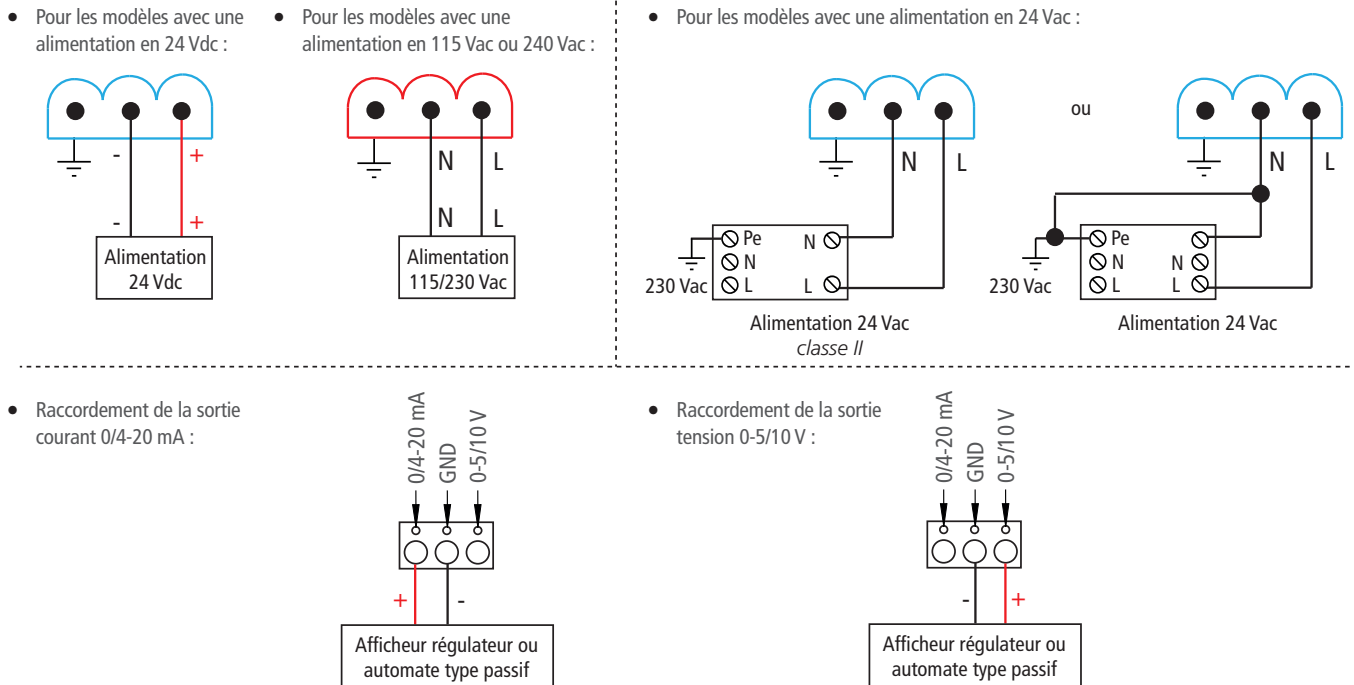 • Pour les modèles avec une
alimentation en 24 Vdc :
-
+
-
+
Alimentation
24 Vdc
• Pour les modèles avec une
alimentation en 115 Vac ou 240 Vac :
N L
N L
Alimentation
115/230 Vac
• Pour les modèles avec une alimentation en 24 Vac :
N L
Pe N
N
230 Vac L L
Alimentation 24 Vac
classe II
ou
N L
Pe
N N
230 Vac L L
Alimentation 24 Vac
• Raccordement de la sortie
courant 0/4-20 mA :
0/4-20 mA
GND
0-5/10 V
+ -
Afficheur régulateur ou
automate type passif
• Raccordement de la sortie
tension 0-5/10 V :
0/4-20 mA
GND
0-5/10 V
- +
Afficheur régulateur ou
automate type passif